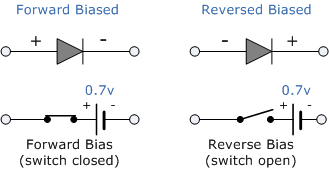 Forward Biased Reversed Biased
+ - - +
0.7v 0.7v
+ - + -
Forward Bias Reverse Bias
(switch closed) (switch open)